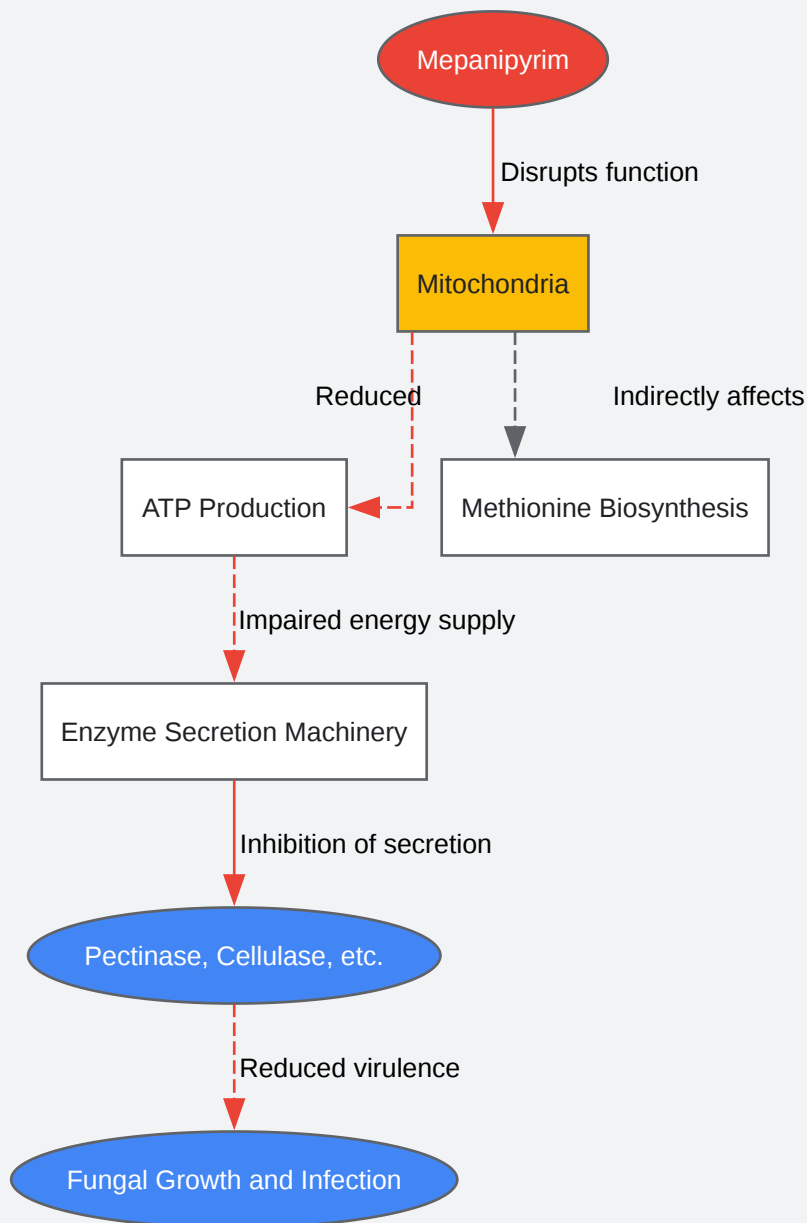 Mepanipyrim
Disrupts function
Mitochondria
Reduced
Indirectly affects
ATP Production
Methionine Biosynthesis
Impaired energy supply
Enzyme Secretion Machinery
Inhibition of secretion
Pectinase, Cellulase, etc.
Reduced virulence
Fungal Growth and Infection